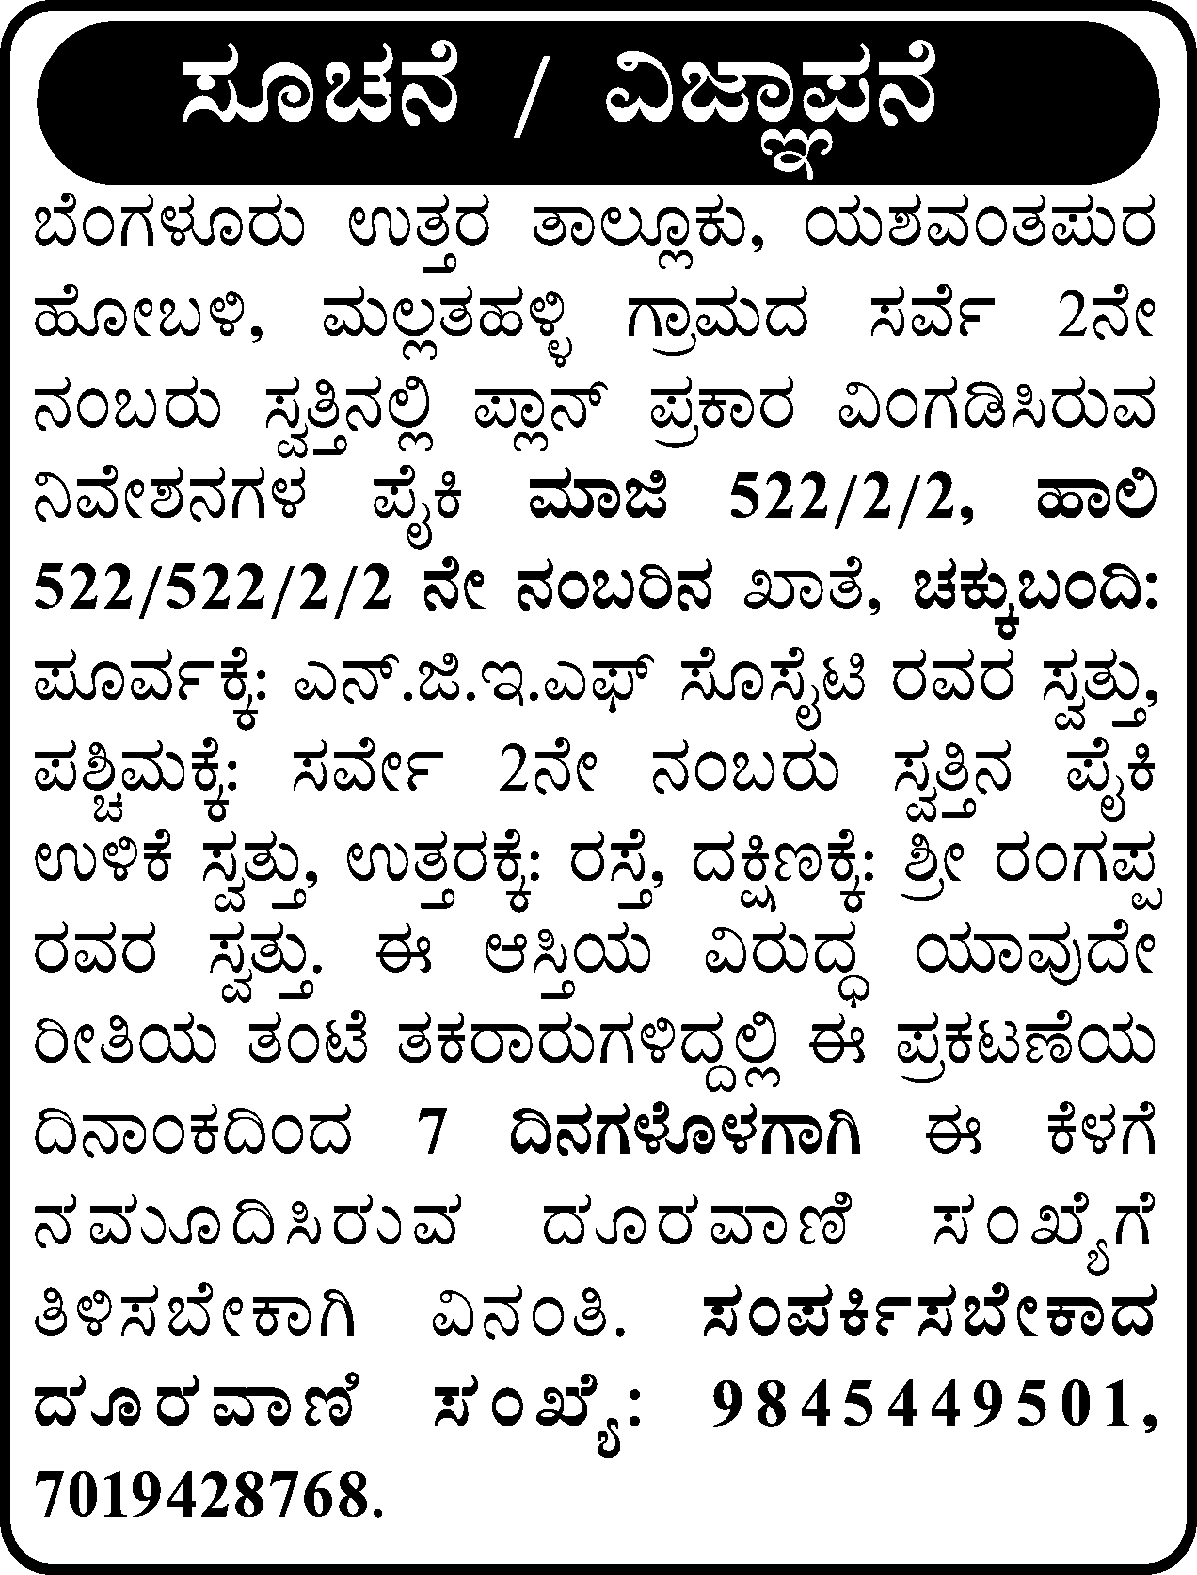 ಸೂಚನೆ / ವಿಜ್ಞಾಪನೆ
ಬೆಂಗಳೂರು ಉತ್ತರ ತಾಲ್ಲೂಕು, ಯಶವಂತಪುರ
ಹೋಬಳಿ, ಮಲ್ಲತಹಳ್ಳಿ ಗ್ರಾಮದ ಸರ್ವೆ 2ನೇ
ನಂಬರು ಸ್ವತ್ತಿನಲ್ಲಿ ಪ್ಲಾನ್ ಪ್ರಕಾರ ವಿಂಗಡಿಸಿರುವ
ನಿವೇಶನಗಳ ಪೈಕಿ ಮಾಜಿ 522/2/2, ಹಾಲಿ
522/522/2/2 ನೇ ನಂಬರಿನ ಖಾತೆ, ಚಕ್ಕುಬಂದಿ:
ಪೂರ್ವಕ್ಕೆ: ಎನ್.ಜಿ.ಇ.ಎಫ್ ಸೊಸೈಟಿ ರವರ ಸ್ವತ್ತು,
ಪಶ್ಚಿಮಕ್ಕೆ: ಸರ್ವೇ 2ನೇ ನಂಬರು ಸ್ವತ್ತಿನ ಪೈಕಿ
ಉಳಿಕೆ ಸ್ವತ್ತು, ಉತ್ತರಕ್ಕೆ: ರಸ್ತೆ, ದಕ್ಷಿಣಕ್ಕೆ: ಶ್ರೀ ರಂಗಪ್ಪ
ರವರ ಸ್ವತ್ತು. ಈ ಆಸ್ತಿಯ ವಿರುದ್ಧ ಯಾವುದೇ
ರೀತಿಯ ತಂಟೆ ತಕರಾರುಗಳಿದ್ದಲ್ಲಿ ಈ ಪ್ರಕಟಣೆಯ
ದಿನಾಂಕದಿಂದ 7 ದಿನಗಳೊಳಗಾಗಿ ಈ ಕೆಳಗೆ
ನಮೂದಿಸಿರುವ ದೂರವಾಣಿ ಸಂಖ್ಯೆಗೆ
ತಿಳಿಸಬೇಕಾಗಿ ವಿನಂತಿ. ಸಂಪರ್ಕಿಸಬೇಕಾದ
ದೂರವಾಣಿ ಸಂಖ್ಯೆ: 9845449501,
7019428768.